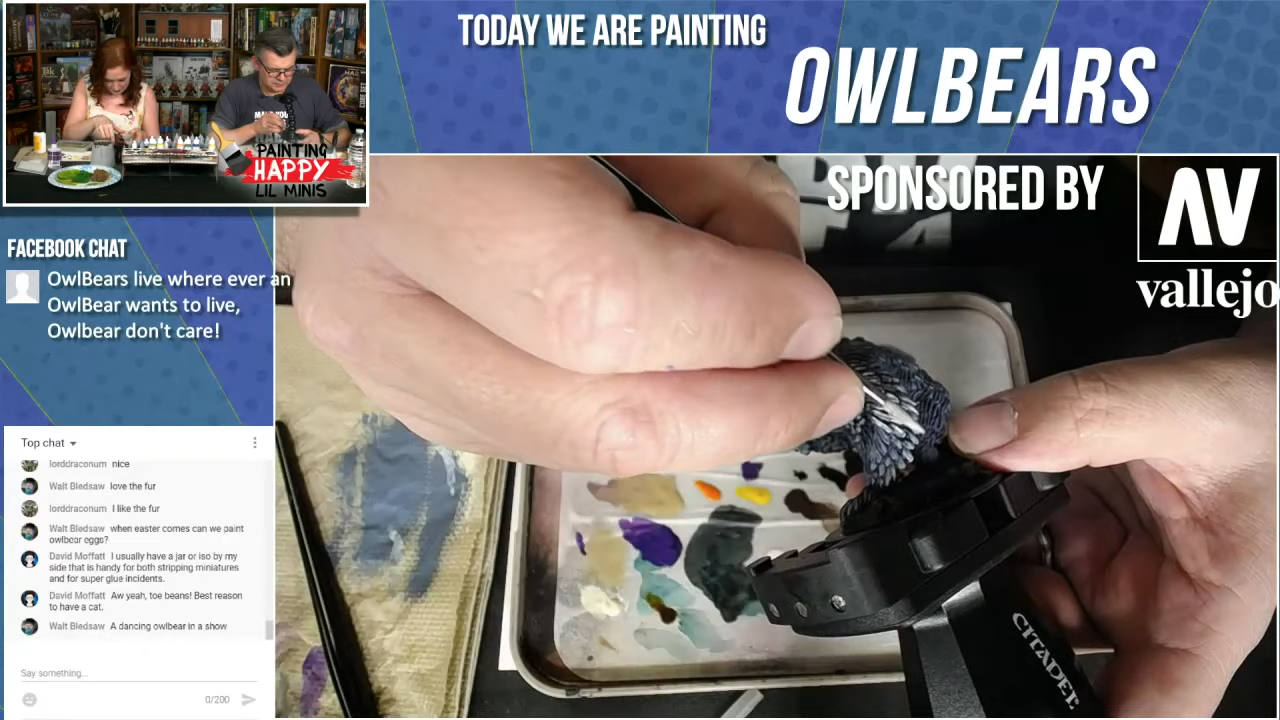 TODAY WE ARE PAINTING
OWLBEARS
PAINTING
HAPPY
LIL MINIS
SPONSORED BY
AV
vallejo
FACEBOOK CHAT
OwlBears live where ever an
OwlBear wants to live,
Owlbear don't care!
Top chat
lorddraconum nice
Walt Bledsaw love the fur
lorddraconum I like the fur
Walt Bledsaw when easter comes can we paint
owlbear eggs?
David Moffatt I usually have a jar or iso by my
side that is handy for both stripping miniatures
and for super glue incidents.
David Moffatt Aw yeah, toe beans! Best reason
to have a cat.
Walt Bledsaw A dancing owlbear in a show
Say something...
0/200
CITADEL